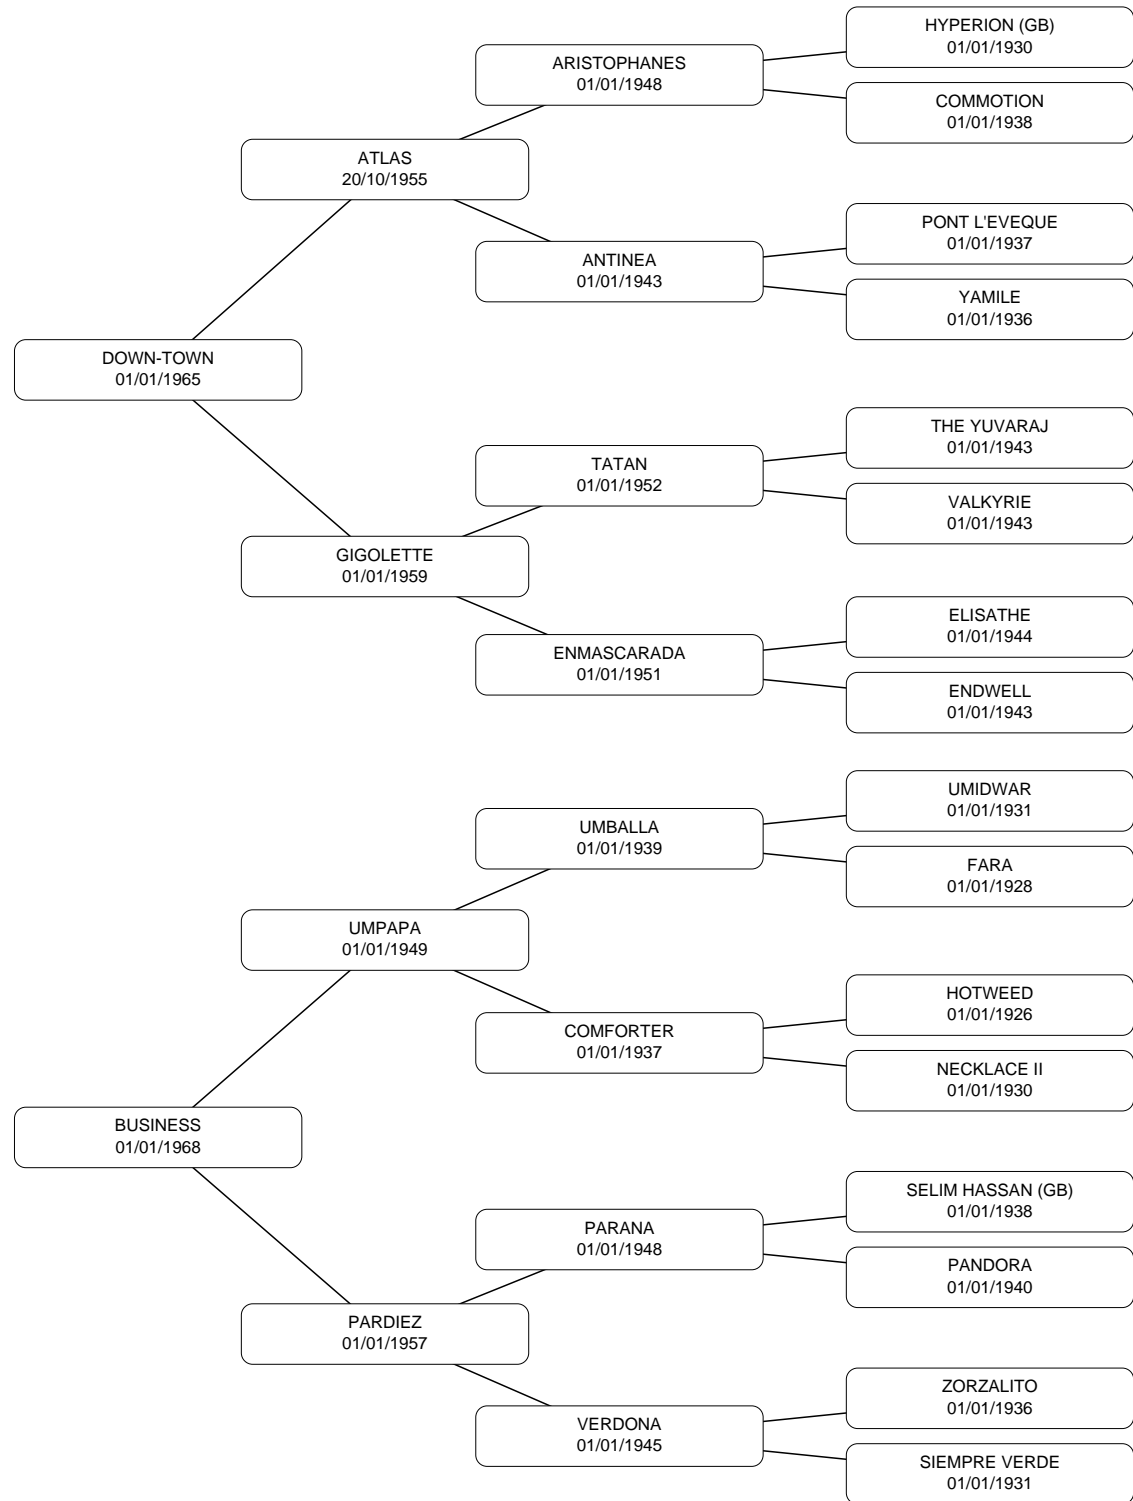 HYPERION (GB)
01/01/1930
ARISTOPHANES
01/01/1948
COMMOTION
01/01/1938
ATLAS
20/10/1955
PONT L'EVEQUE
01/01/1937
ANTINEA
01/01/1943
YAMILE
01/01/1936
DOWN-TOWN
01/01/1965
THE YUVARAJ
01/01/1943
TATAN
01/01/1952
VALKYRIE
01/01/1943
GIGOLETTE
01/01/1959
ELISATHE
01/01/1944
ENMASCARADA
01/01/1951
ENDWELL
01/01/1943
UMIDWAR
01/01/1931
UMBALLA
01/01/1939
FARA
01/01/1928
UMPAPA
01/01/1949
HOTWEED
01/01/1926
COMFORTER
01/01/1937
NECKLACE II
01/01/1930
BUSINESS
01/01/1968
SELIM HASSAN (GB)
01/01/1938
PARANA
01/01/1948
PANDORA
01/01/1940
PARDIEZ
01/01/1957
ZORZALITO
01/01/1936
VERDONA
01/01/1945
SIEMPRE VERDE
01/01/1931